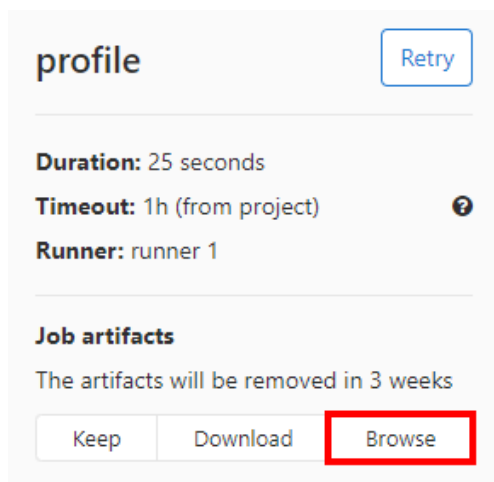 profile
Retry
Duration: 25 seconds
Timeout: 1h (from project)
Runner: runner 1
Job artifacts
The artifacts will be removed in 3 weeks
Keep
Download
Browse